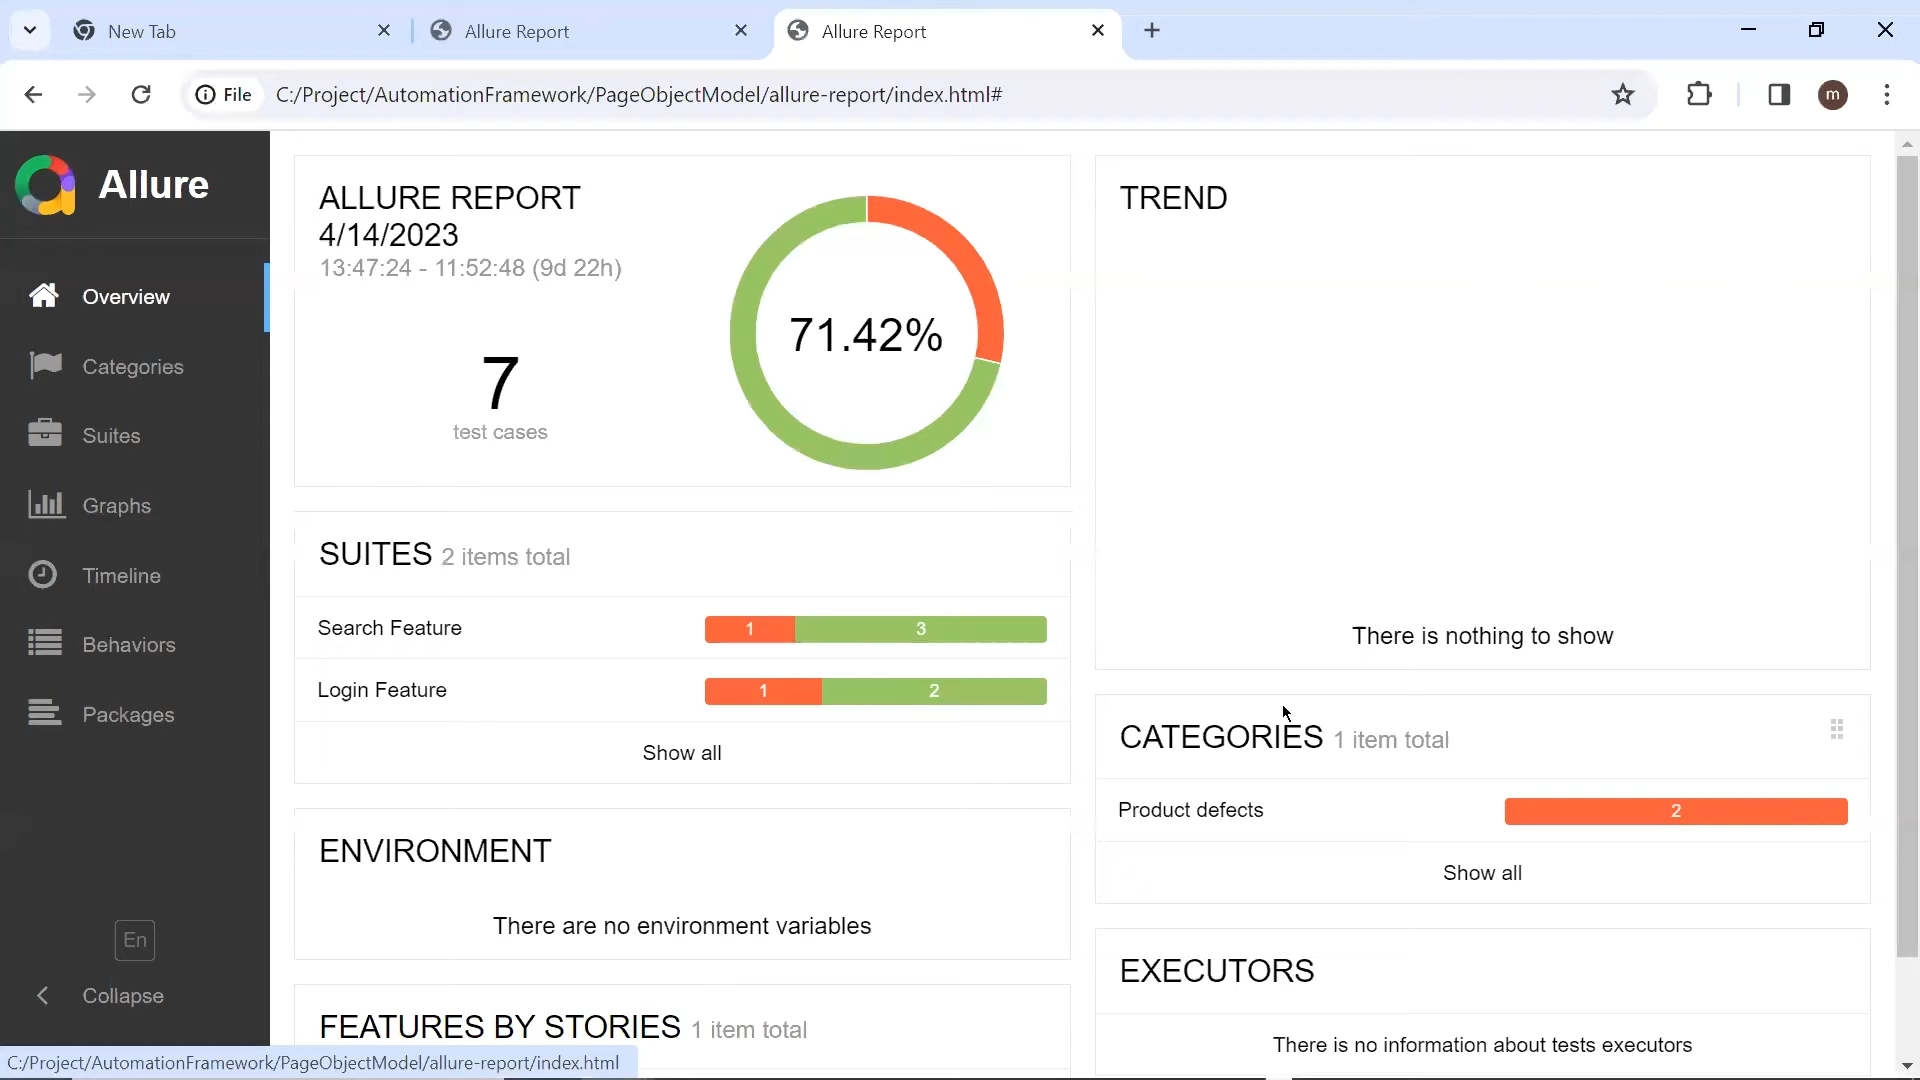 New Tab
Allure Report
Allure Report
File
C:/Project/AutomationFramework/PageObjectModel/allure-report/index.html#
m
Allure
Overview
Categories
Suites
Graphs
Timeline
Behaviors
Packages
En
Collapse
ALLURE REPORT
4/14/2023
13:47:24 - 11:52:48 (9d 22h)
7
test cases
71.42%
SUITES 2 items total
Search Feature 1 3
Login Feature 1 2
Show all
ENVIRONMENT
There are no environment variables
FEATURES BY STORIES 1 item total
TREND
There is nothing to show
CATEGORIES 1 item total
Product defects 2
Show all
EXECUTORS
There is no information about tests executors
C:/Project/AutomationFramework/PageObjectModel/allure-report/index.html